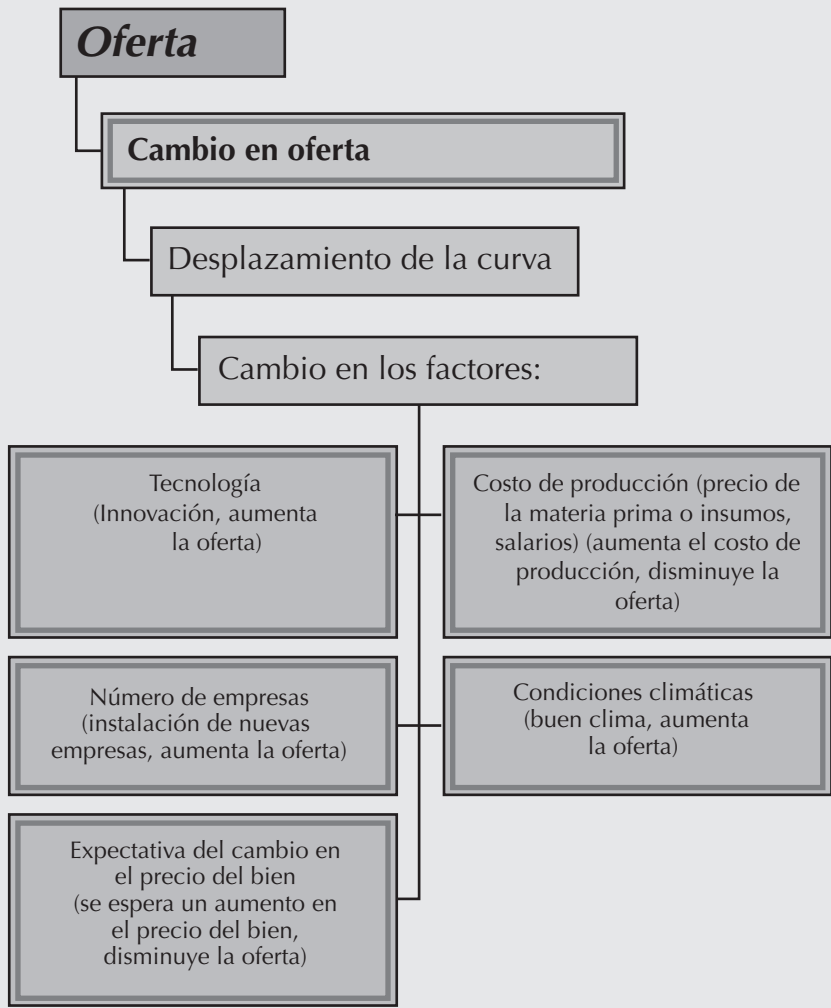 Oferta
Cambio en oferta
Desplazamiento de la curva
Cambio en los factores:
Tecnología
(Innovación, aumenta
la oferta)
Costo de producción (precio de
la materia prima o insumos,
salarios) (aumenta el costo de
producción, disminuye la
oferta)
Número de empresas
(instalación de nuevas
empresas, aumenta la oferta)
Condiciones climáticas
(buen clima, aumenta
la oferta)
Expectativa del cambio en
el precio del bien
(se espera un aumento en
el precio del bien,
disminuye la oferta)